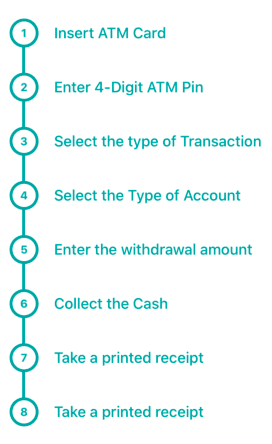 1 Insert ATM Card
2 Enter 4-Digit ATM Pin
3 Select the type of Transaction
4 Select the Type of Account
5 Enter the withdrawal amount
6 Collect the Cash
7 Take a printed receipt
8 Take a printed receipt